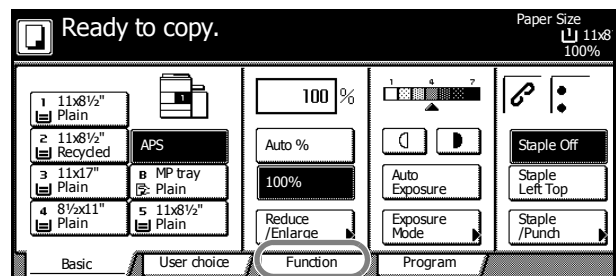 Ready to copy.
Paper Size
11x8
100%
1 11x8½"
Plain
2 11x8½"
Recycled
3 11x17"
Plain
4 8½x11"
Plain
1
APS
B MP tray
Plain
5 11x8½"
Plain
100 %
Auto %
100%
Reduce
/Enlarge
1 4 7
Auto
Exposure
Exposure
Mode
Staple Off
Staple
Left Top
Staple
/Punch
Basic
User choice
Function
Program